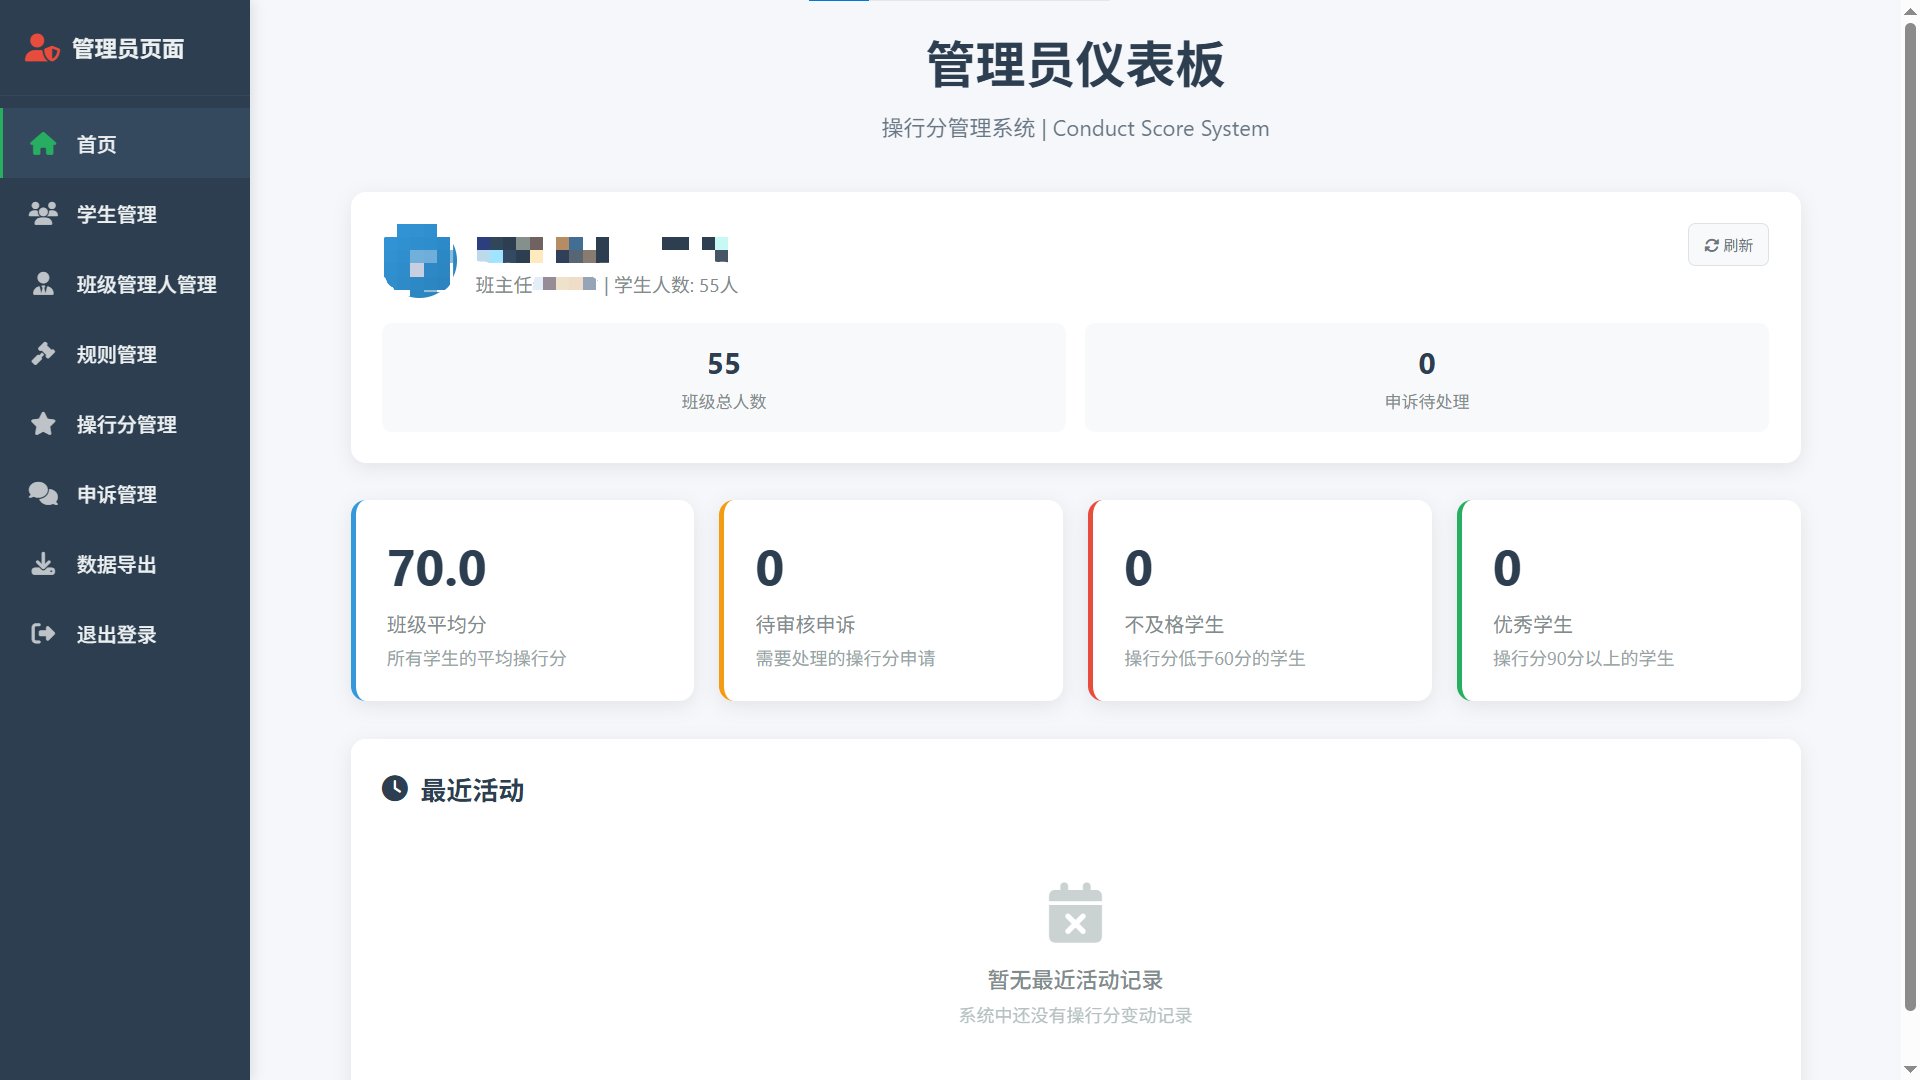 管理员页面
首页
学生管理
班级管理人管理
规则管理
操行分管理
申诉管理
数据导出
退出登录
管理员仪表板
操行分管理系统 | Conduct Score System
班主任 | 学生人数: 55人
刷新
55
班级总人数
0
申诉待处理
70.0
班级平均分
所有学生的平均操行分
0
待审核申诉
需要处理的操行分申请
0
不及格学生
操行分低于60分的学生
0
优秀学生
操行分90分以上的学生
最近活动
暂无最近活动记录
系统中还没有操行分变动记录